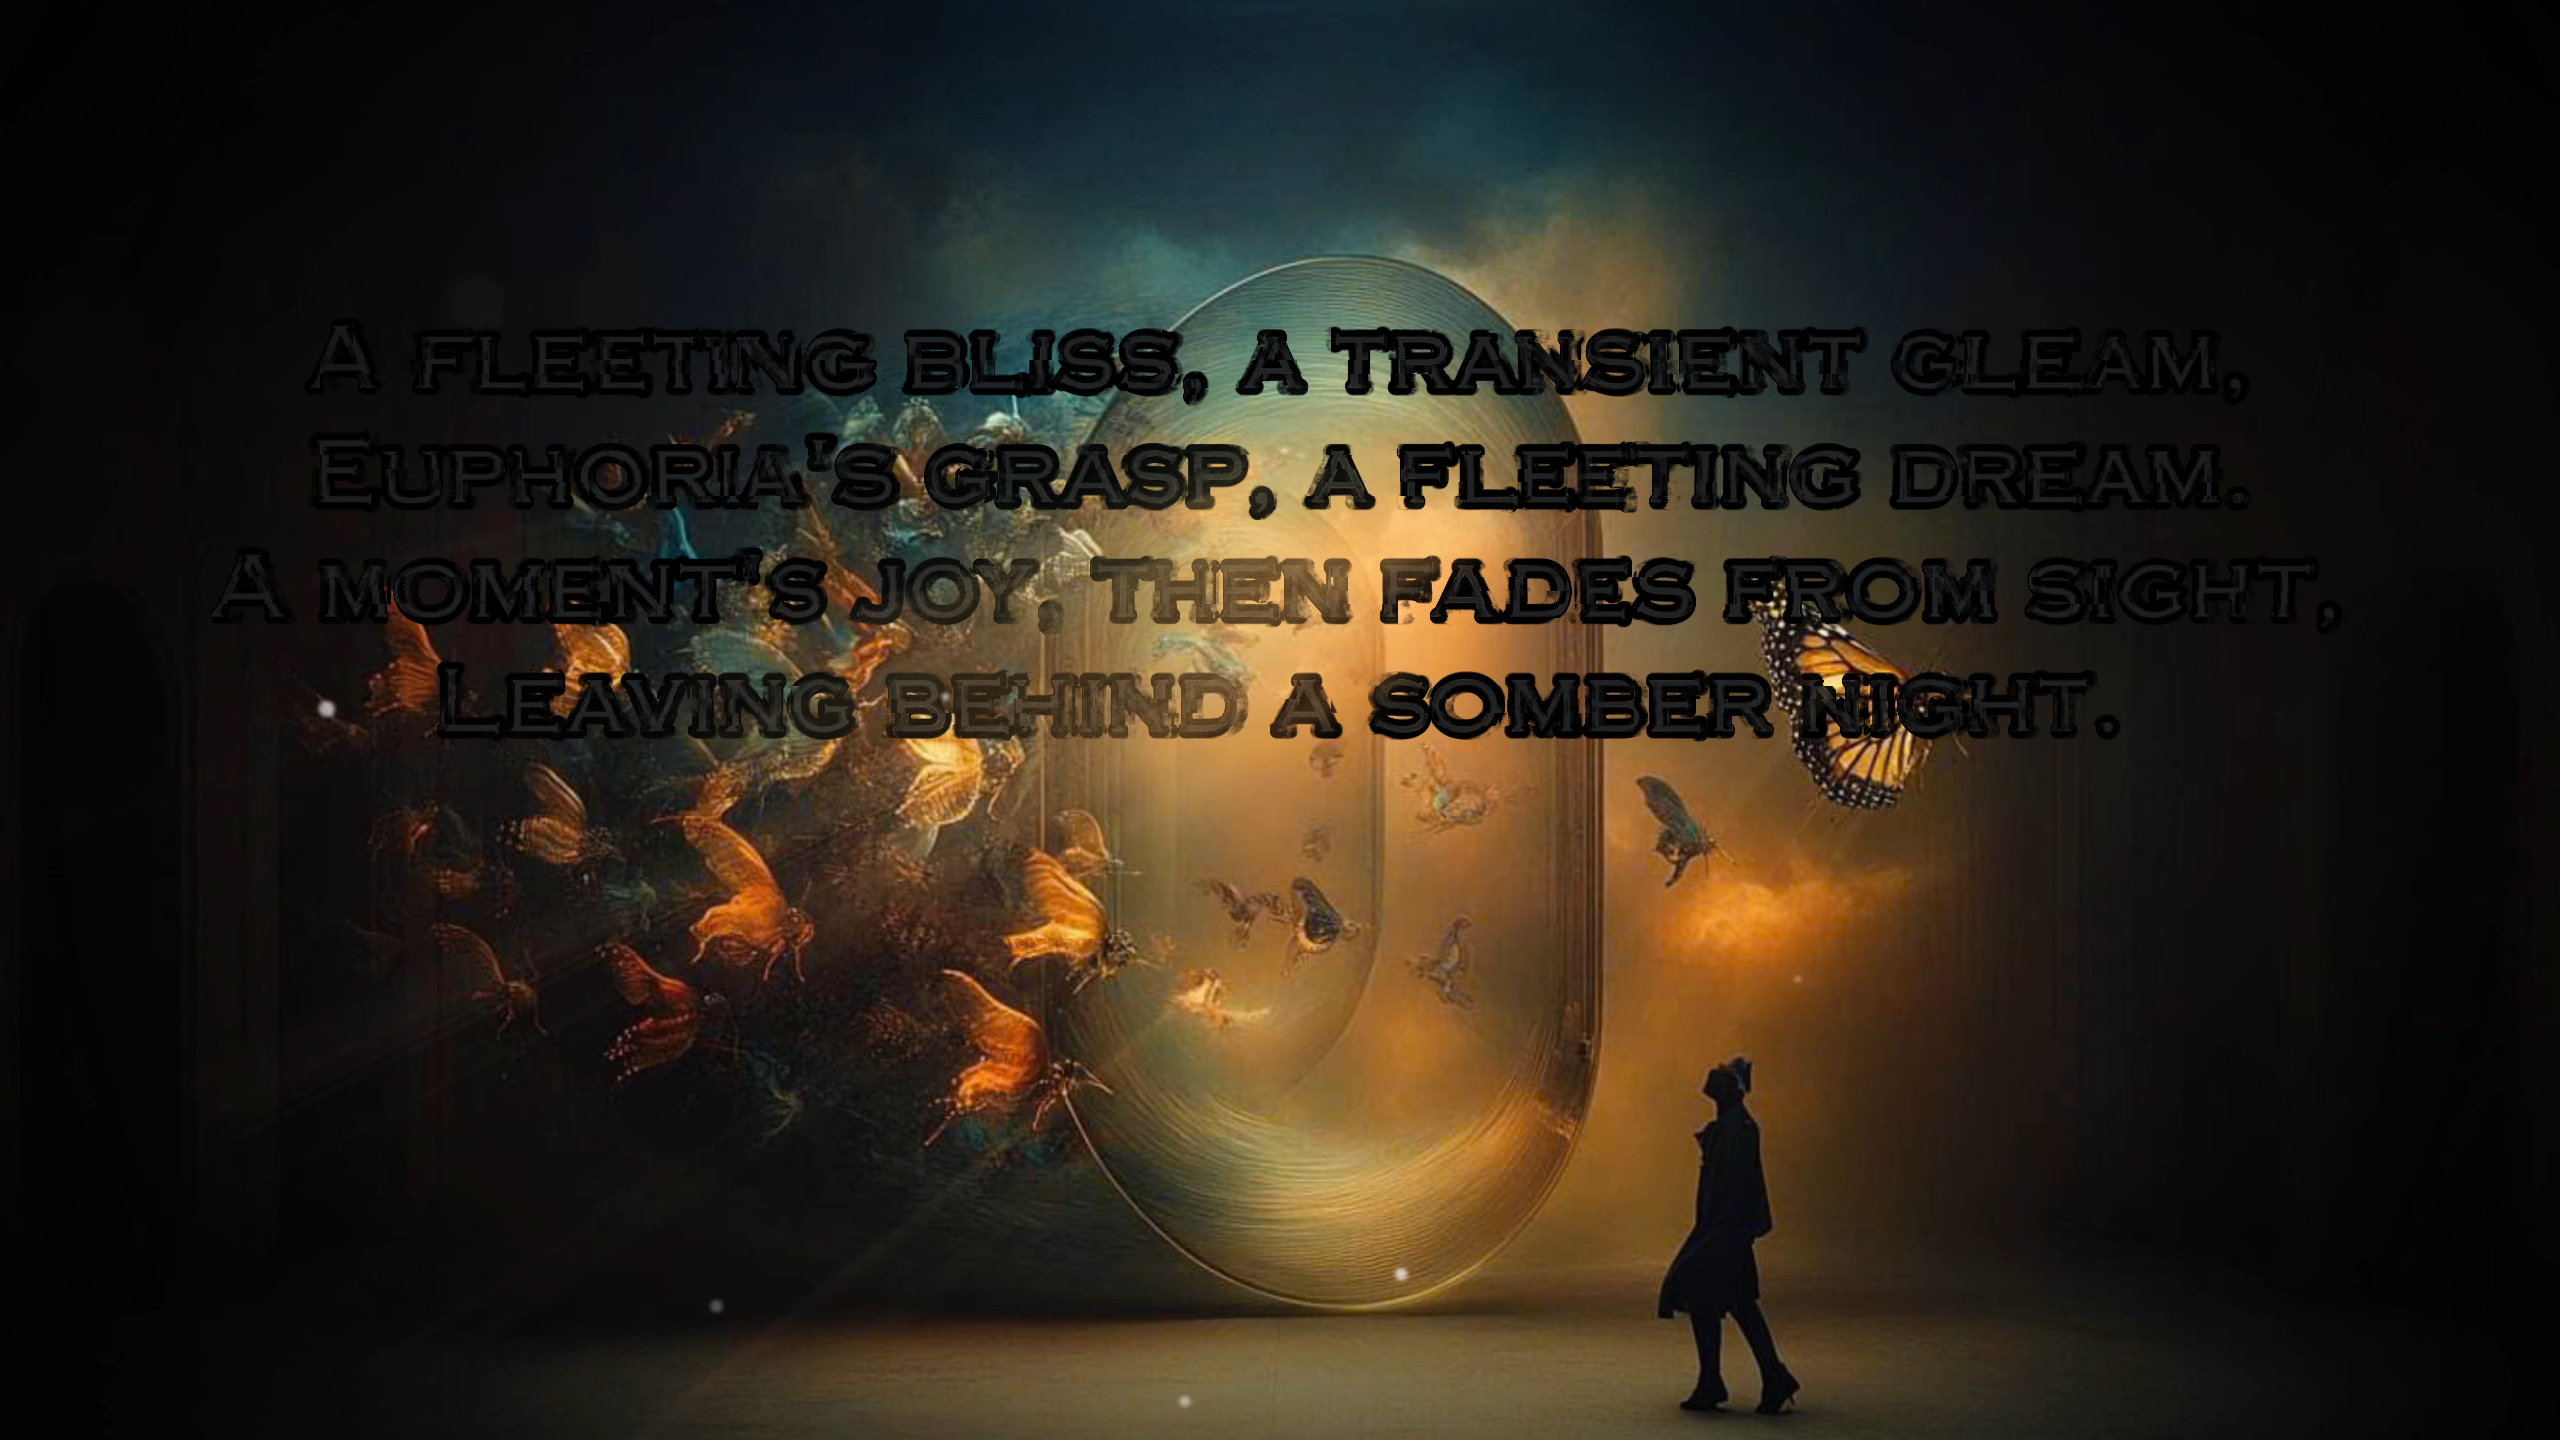 A fleeting bliss, a transient gleam,
Euphoria's grasp, a fleeting dream.
A moment's joy, then fades from sight,
Leaving behind a somber night.